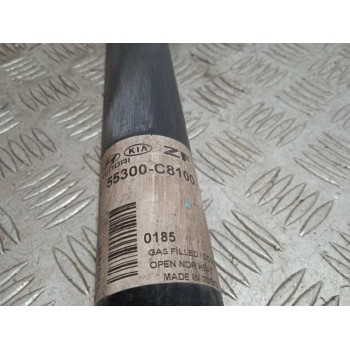 KIA ZF
55300-C8100
0185
GAS FILLED
OPEN NOR HEAT
MADE IN